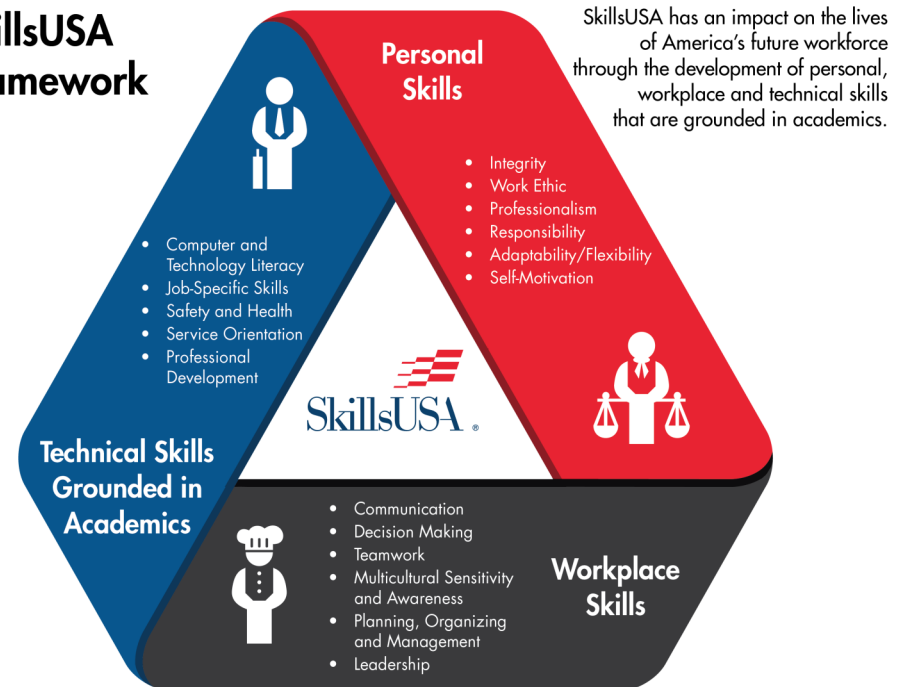 illsUSA
amework
SkillsUSA has an impact on the lives
of America's future workforce
through the development of personal,
workplace and technical skills
that are grounded in academics.
Personal
Skills
• Integrity
• Work Ethic
• Professionalism
• Responsibility
• Adaptability/Flexibility
• Self-Motivation
• Computer and
Technology Literacy
• Job-Specific Skills
• Safety and Health
• Service Orientation
• Professional
Development
Technical Skills
Grounded in
Academics
SkillsUSA ®
• Communication
• Decision Making
• Teamwork
• Multicultural Sensitivity
and Awareness
• Planning, Organizing
and Management
• Leadership
Workplace
Skills